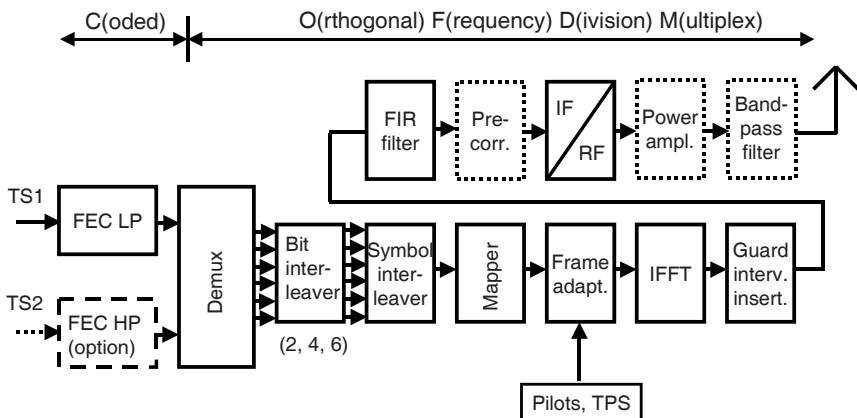 C(oded)
O(rthogonal) F(requency) D(ivision) M(ultiplex)
FIR
filter
Pre-
corr.
IF
RF
Power
ampl.
Band-
pass
filter
TS1
FEC LP
TS2
FEC HP
(option)
Demux
Bit
inter-
leaver
(2, 4, 6)
Symbol
inter-
leaver
Mapper
Frame
adapt.
IFFT
Guard
interv.
insert.
Pilots, TPS